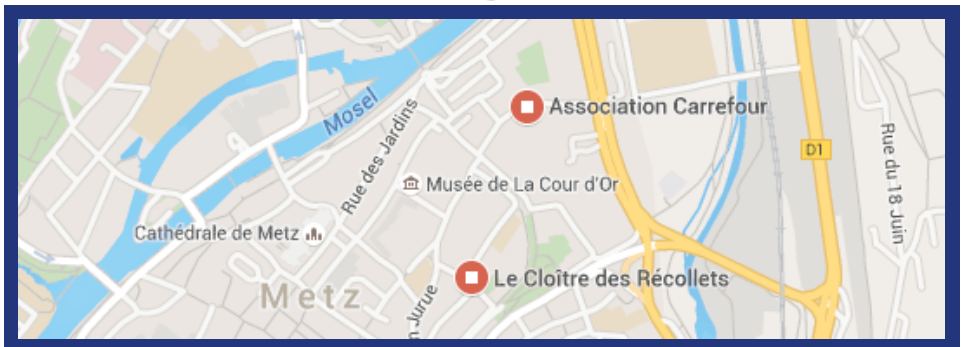 Mosel
Association Carrefour
Rue des Jardins
D1
Rue du 18 Juin
Musée de La Cour d'Or
Cathédrale de Metz
Le Cloître des Récollets
Metz
Jurue